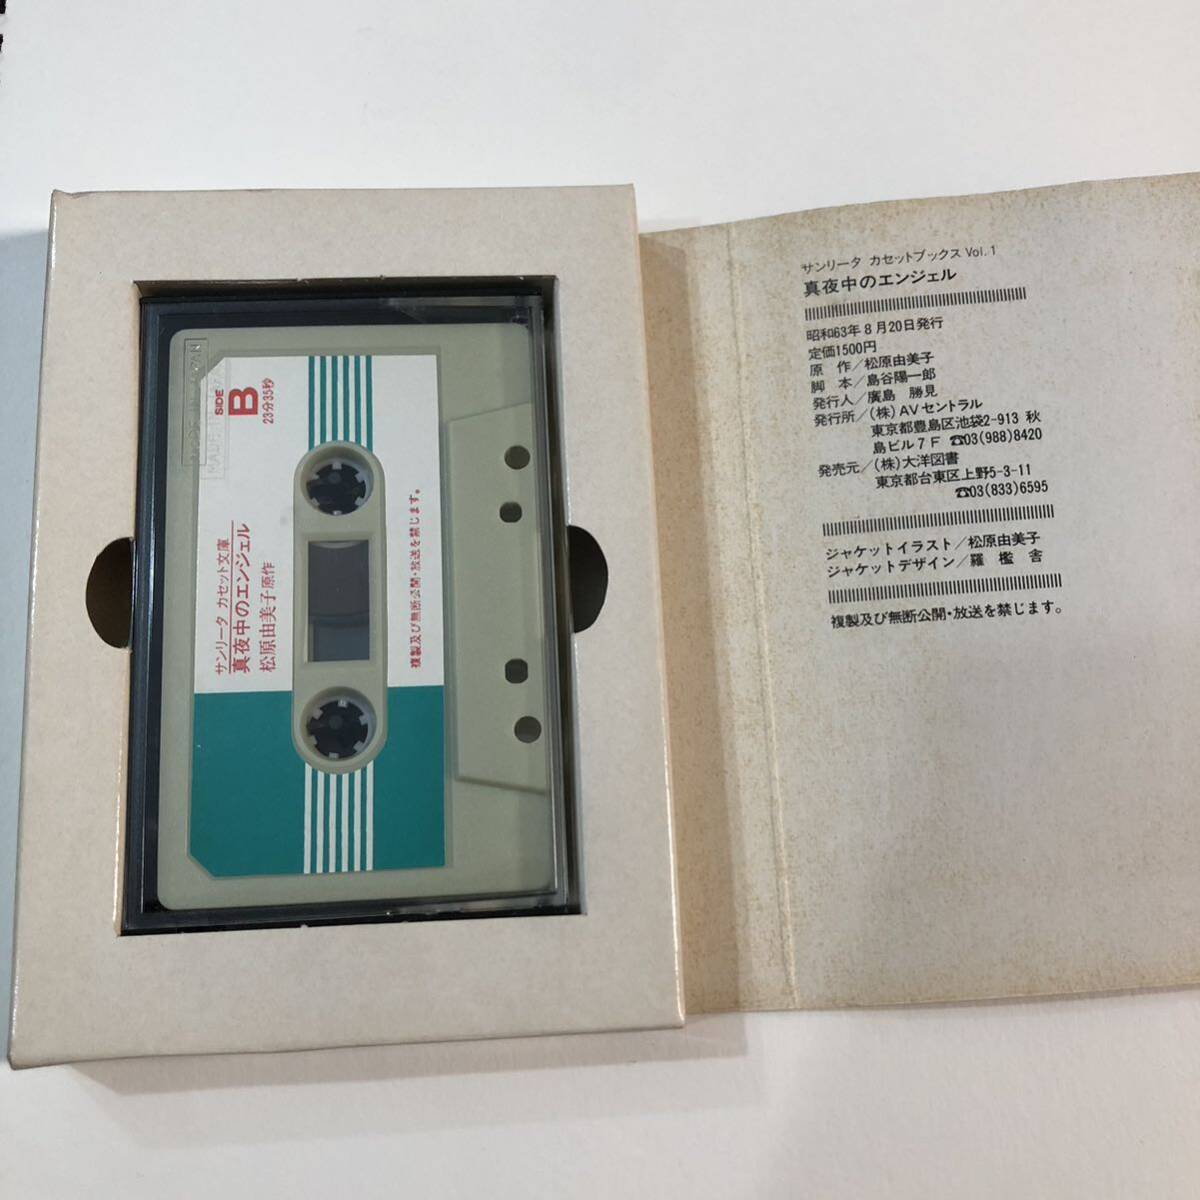 SIDE
B
23分35秒
サンリータ カセット文庫
真夜中のエンジェル
松原由美子原作
複製及び無断公開・放送を禁じます。
サンリータ カセットブックス Vol.1
真夜中のエンジェル
昭和63年8月20日発行
定価1500円
原 作／松原由美子
脚 本／島谷陽一郎
発行人／廣島 勝見
発行所／(株)AVセントラル
東京都豊島区池袋2-913 秋
島ビル7F ☎03(988)8420
発売元／(株)大洋図書
東京都台東区上野5-3-11
☎03(833)6595
ジャケットイラスト／松原由美子
ジャケットデザイン／羅 檻 舎
複製及び無断公開・放送を禁じます。